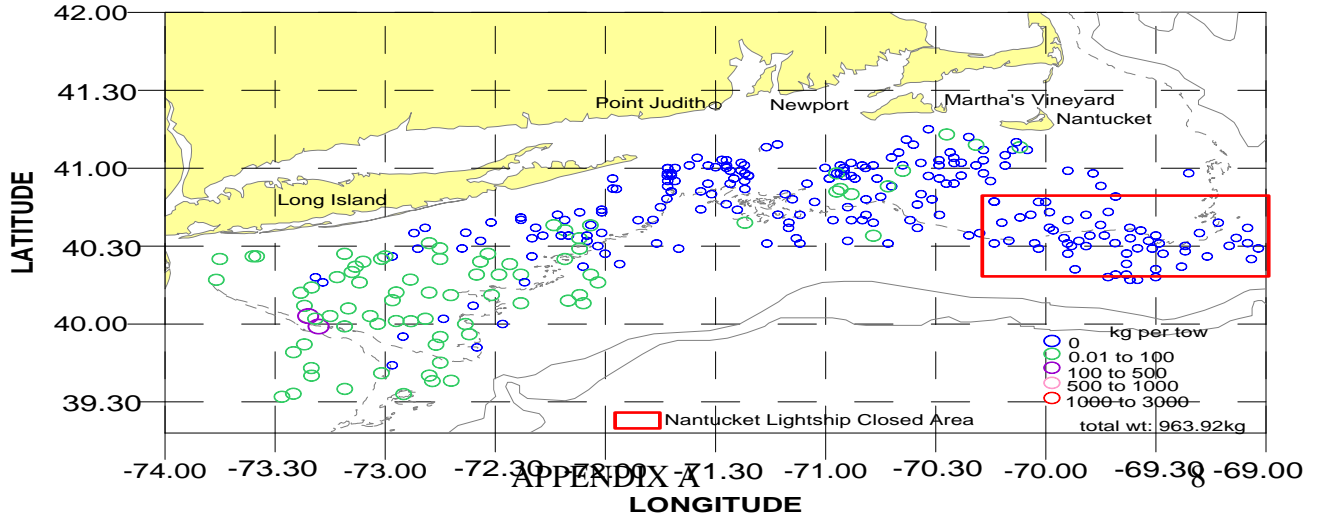 42.00
41.30
41.00
40.30
40.00
39.30
LATITUDE
Point Judith
Newport
Martha's Vineyard
Nantucket
Long Island
kg per tow
0
0.01 to 100
100 to 500
500 to 1000
1000 to 3000
total wt: 963.92kg
Nantucket Lightship Closed Area
-74.00 -73.30 -73.00 -72.30 -72.00 -71.30 -71.00 -70.30 -70.00 -69.30 -69.00
APPENDIX A 8
LONGITUDE